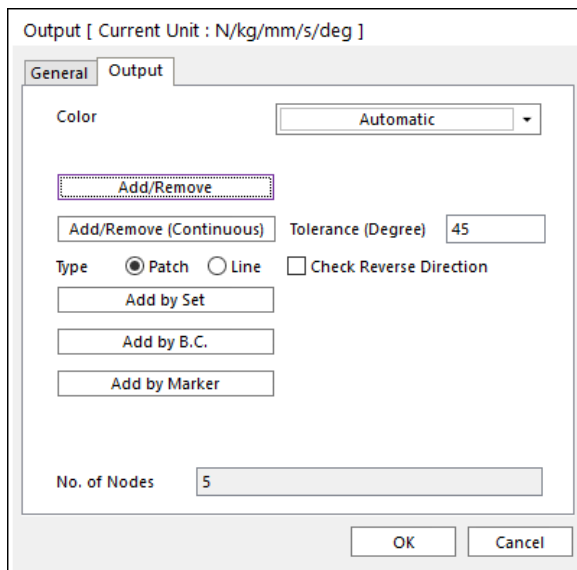 Output [ Current Unit : N/kg/mm/s/deg ]
General Output
Color Automatic
Add/Remove
Add/Remove (Continuous) Tolerance (Degree) 45
Type Patch Line Check Reverse Direction
Add by Set
Add by B.C.
Add by Marker
No. of Nodes 5
OK Cancel